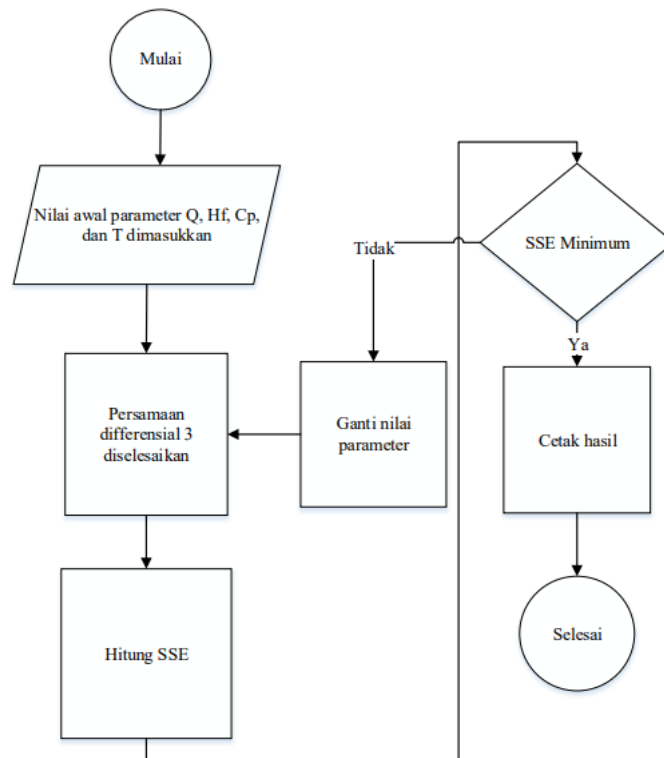 Mulai
Nilai awal parameter Q, Hf, Cp,
dan T dimasukkan
Persamaan
differensial 3
diselesaikan
Hitung SSE
SSE Minimum
Tidak
Ganti nilai
parameter
Ya
Cetak hasil
Selesai